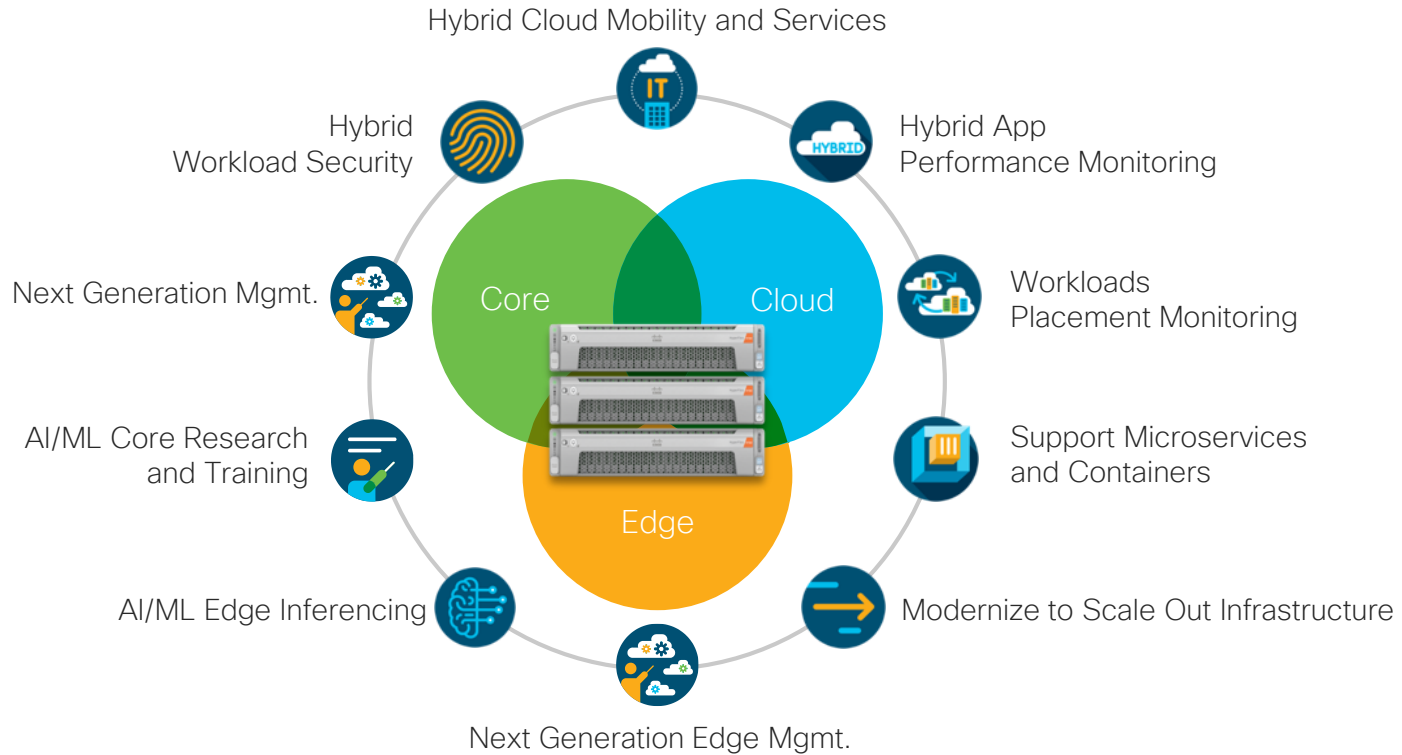 Hybrid Cloud Mobility and Services
IT
Hybrid
Workload Security
HYBRID
Hybrid App
Performance Monitoring
Next Generation Mgmt.
Core
Cloud
Workloads
Placement Monitoring
AI/ML Core Research
and Training
Support Microservices
and Containers
Edge
AI/ML Edge Inferencing
Modernize to Scale Out Infrastructure
Next Generation Edge Mgmt.